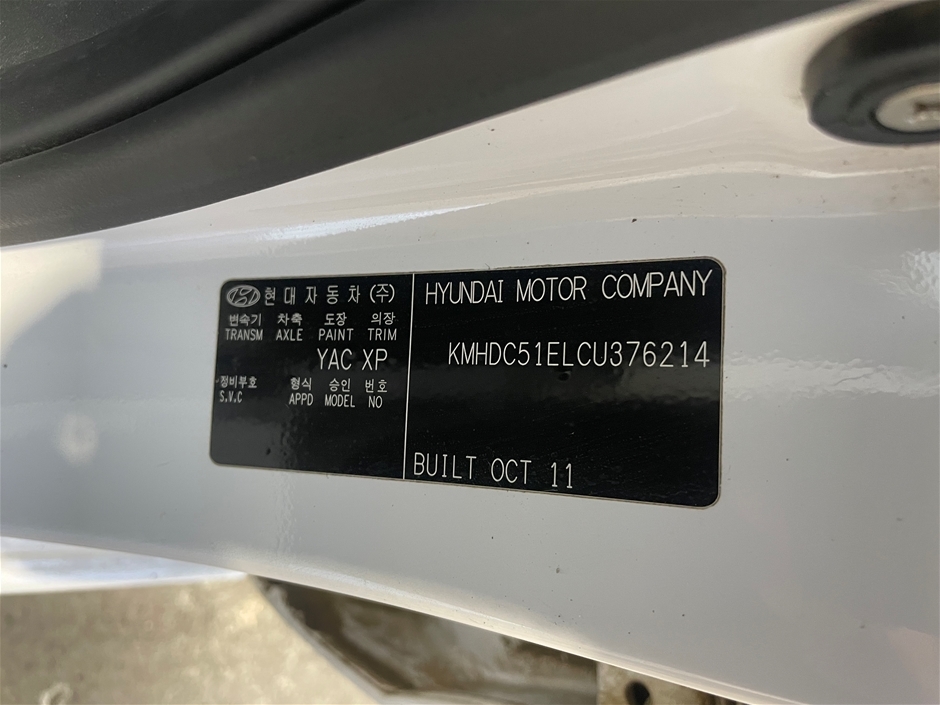 현대자동차(주)
변속기 차축 도장 의장
TRANSM AXLE PAINT TRIM
YAC XP
정비부호 형식 승인 번호
S.V.C APPD MODEL NO
HYUNDAI MOTOR COMPANY
KMHDC51ELCU376214
BUILT OCT 11